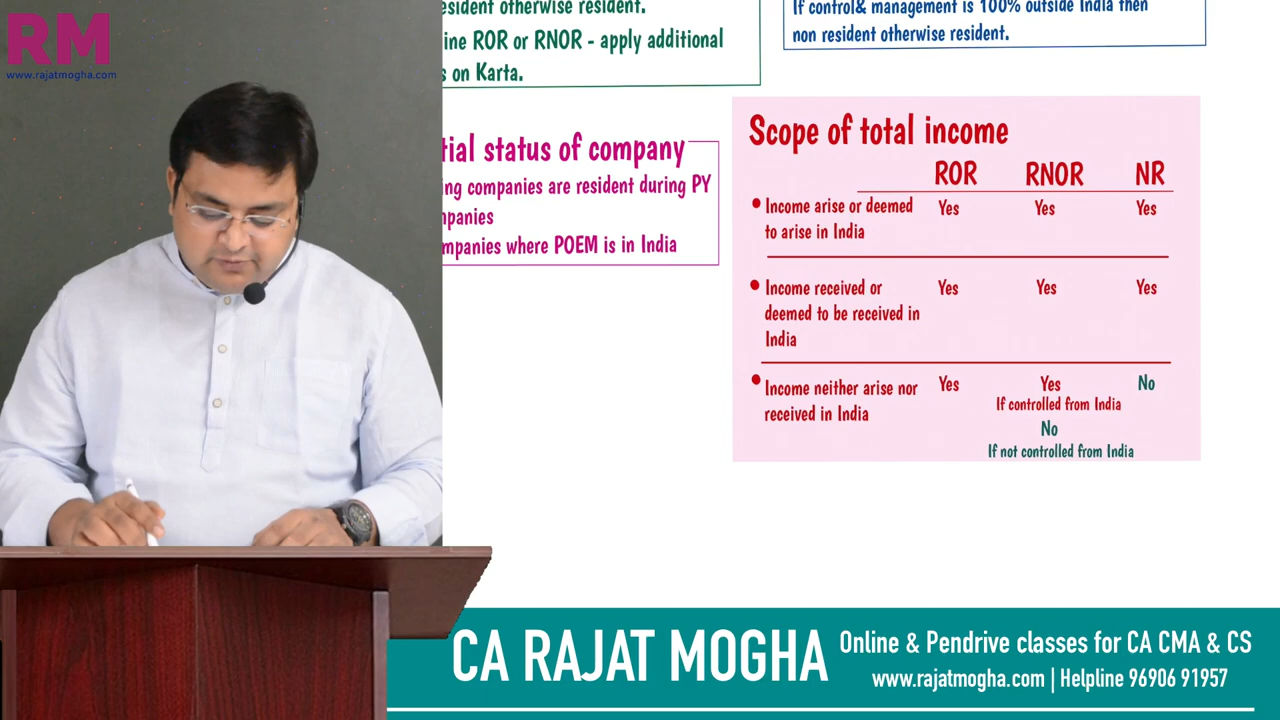 RM
www.rajatmogha.com
resident otherwise resident.
ine ROR or RNOR - apply additional
s on Karta.
If control& management is 100% outside India then
non resident otherwise resident.
tial status of company
ng companies are resident during PY
mpanies
mpanies where POEM is in India
Scope of total income
ROR RNOR NR
• Income arise or deemed Yes Yes Yes
to arise in India
• Income received or Yes Yes Yes
deemed to be received in
India
• Income neither arise nor Yes Yes No
received in India If controlled from India
No
If not controlled from India
CA RAJAT MOGHA
Online & Pendrive classes for CA CMA & CS
www.rajatmogha.com | Helpline 96906 91957